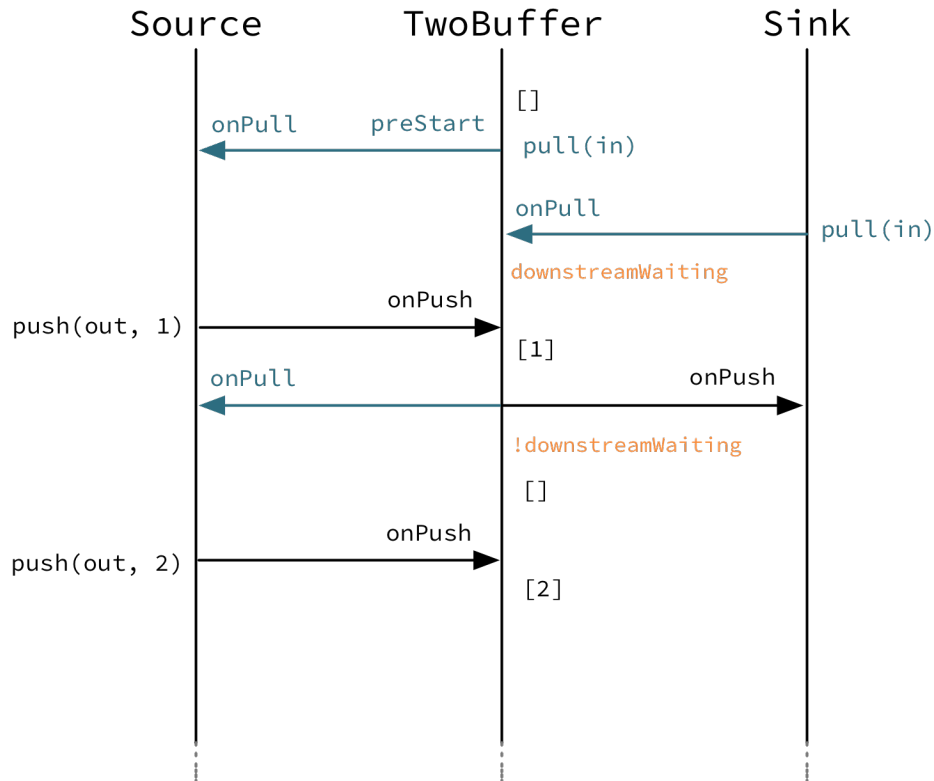 Source TwoBuffer Sink
[]
onPull preStart
pull(in)
onPull
pull(in)
downstreamWaiting
onPush
push(out, 1)
[1]
onPull onPush
!downstreamWaiting
[]
onPush
push(out, 2)
[2]